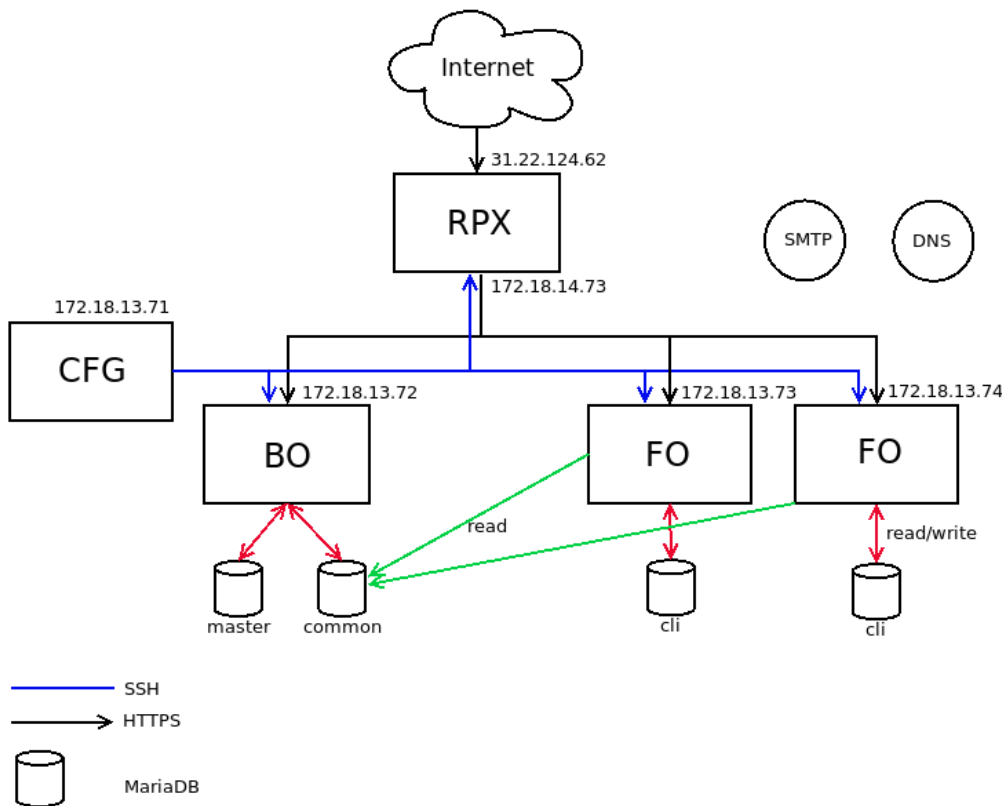 Internet
31.22.124.62
RPX
SMTP
DNS
172.18.14.73
172.18.13.71
CFG
172.18.13.72
172.18.13.73
172.18.13.74
BO
FO
FO
read
read/write
master
common
cli
cli
SSH
HTTPS
MariaDB